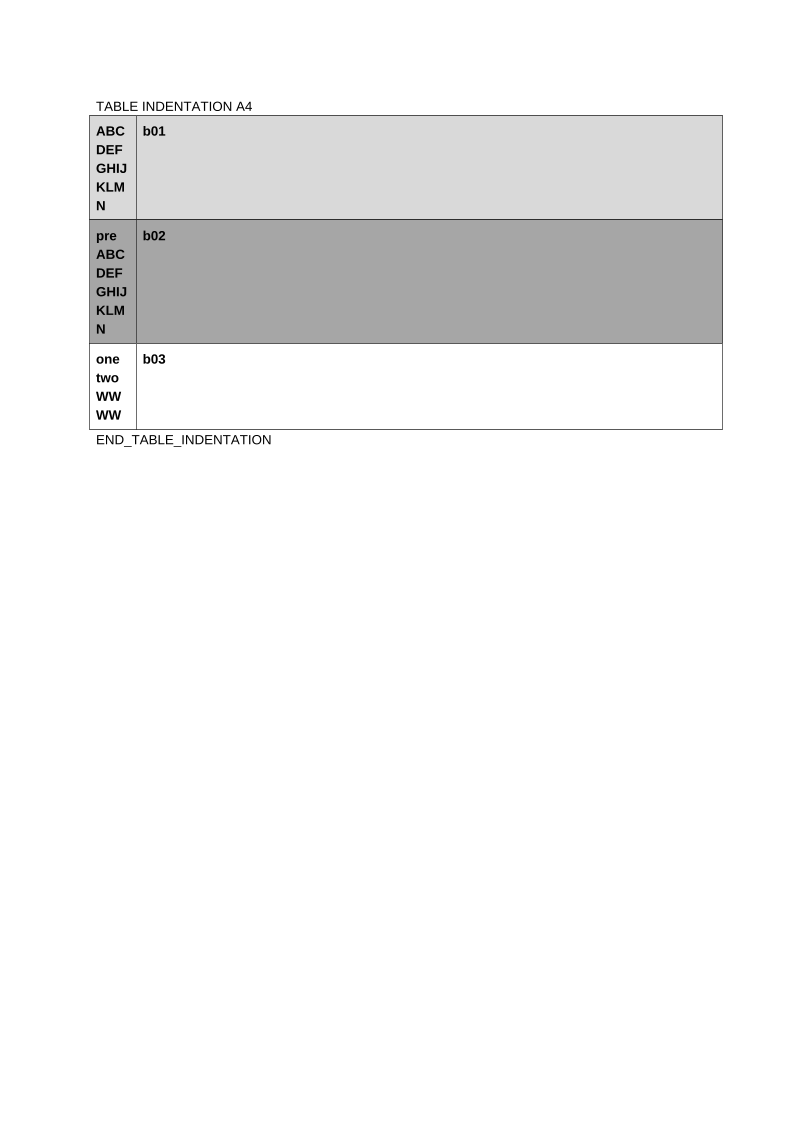 TABLE INDENTATION A4
ABC b01
DEF
GHIJ
KLM
N
pre b02
ABC
DEF
GHIJ
KLM
N
one b03
two
WW
WW
END_TABLE_INDENTATION